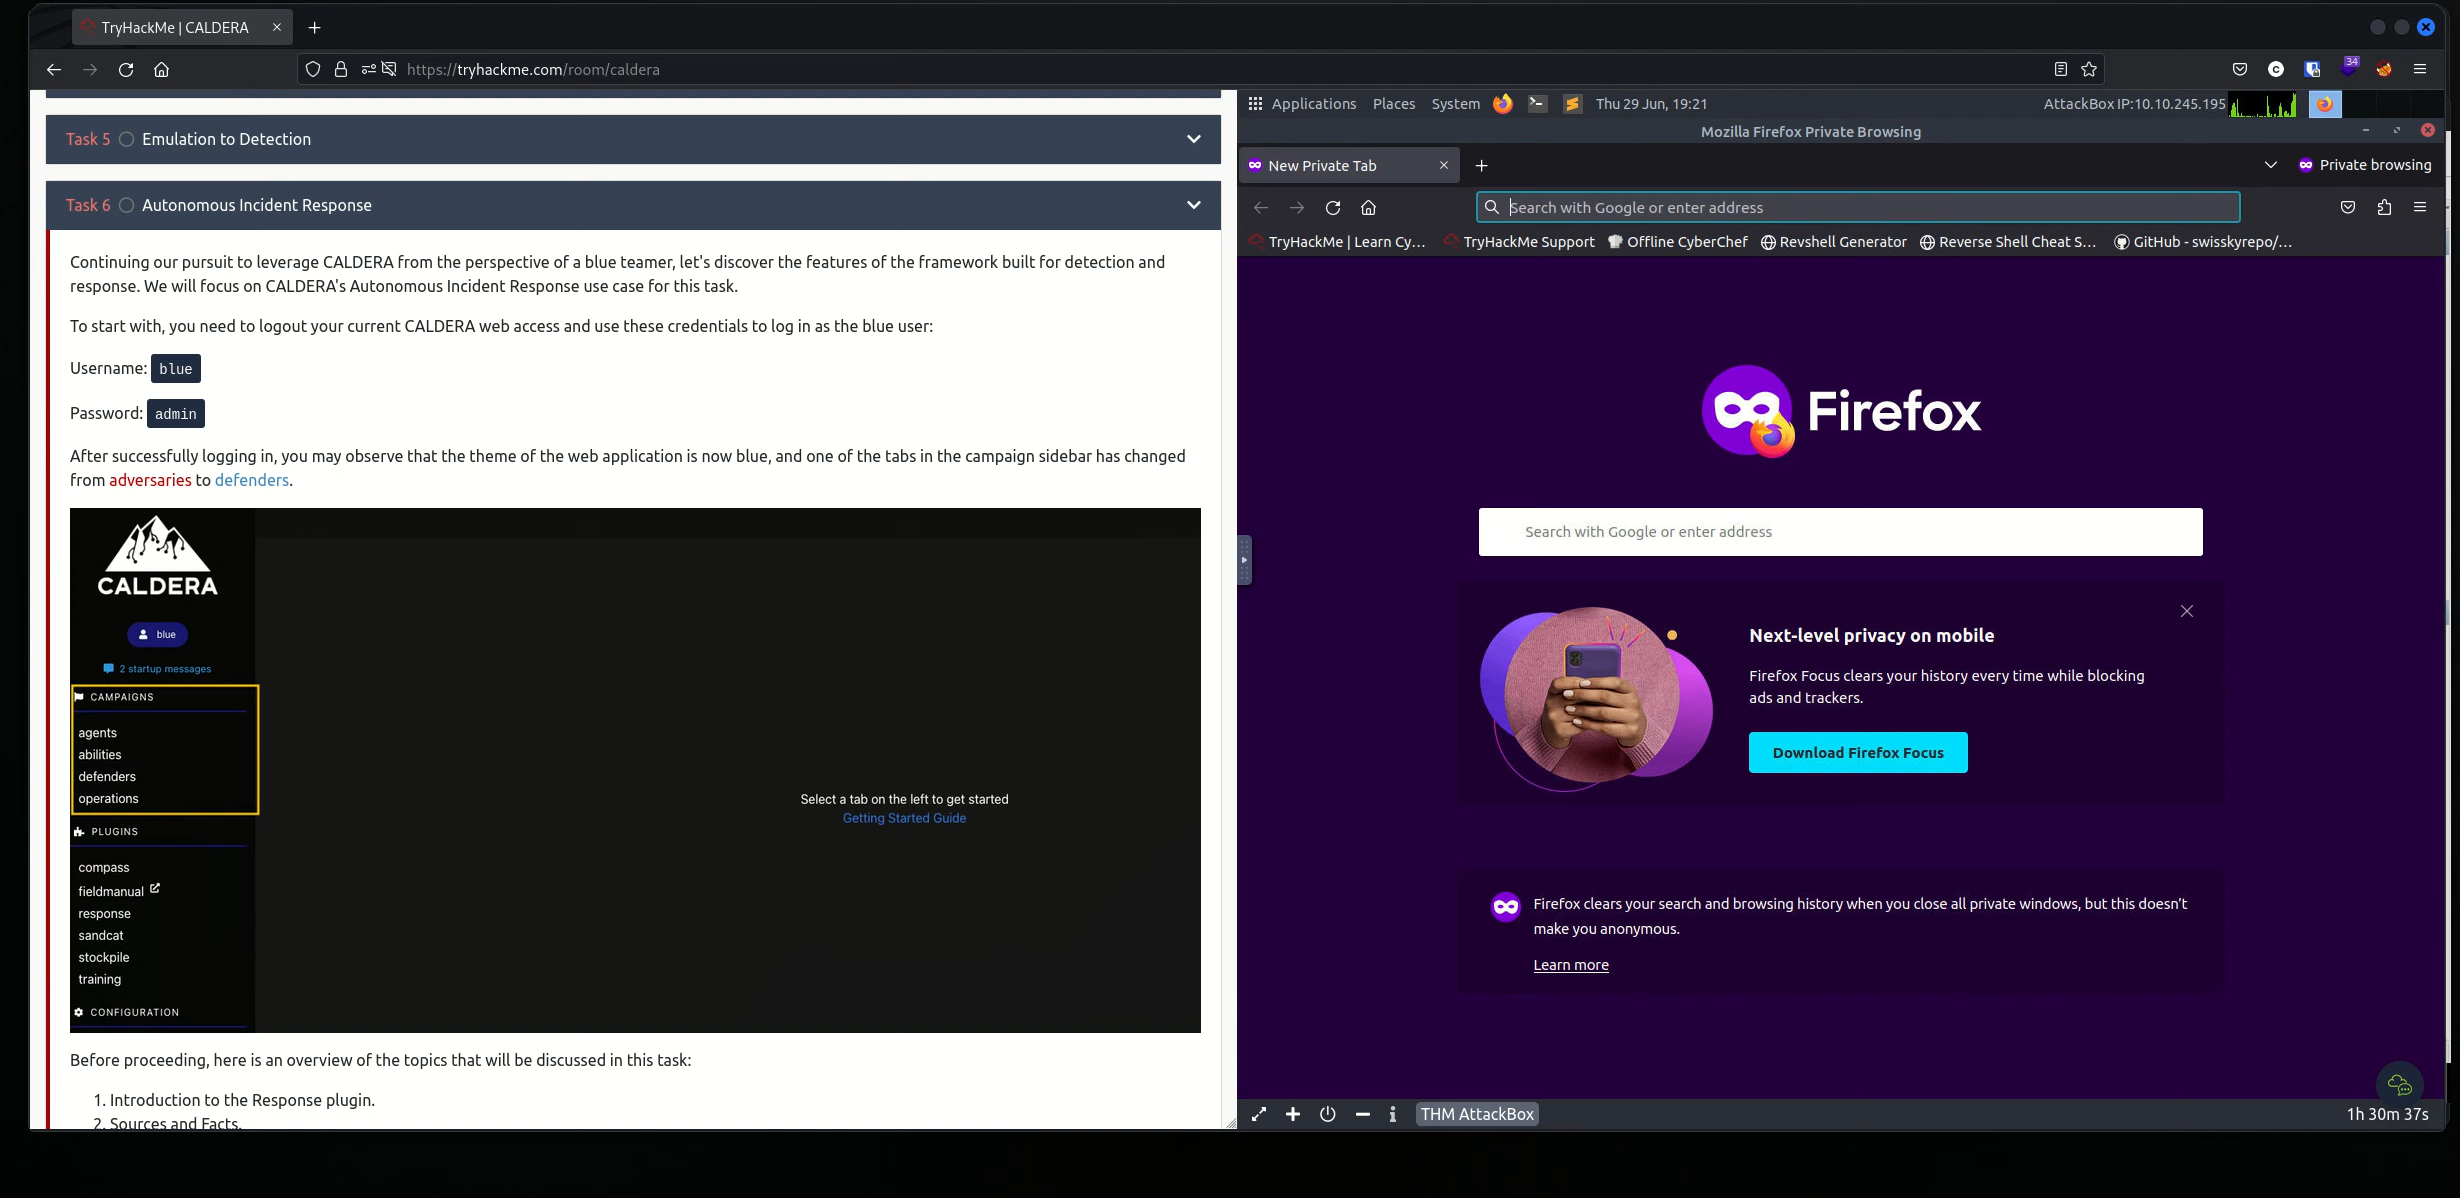 TryHackMe | CALDERA
https://tryhackme.com/room/caldera
34
Task 5 Emulation to Detection
Task 6 Autonomous Incident Response
Continuing our pursuit to leverage CALDERA from the perspective of a blue teamer, let's discover the features of the framework built for detection and
response. We will focus on CALDERA's Autonomous Incident Response use case for this task.
To start with, you need to logout your current CALDERA web access and use these credentials to log in as the blue user:
Username: blue
Password: admin
After successfully logging in, you may observe that the theme of the web application is now blue, and one of the tabs in the campaign sidebar has changed
from adversaries to defenders.
CALDERA
blue
2 startup messages
CAMPAIGNS
agents
abilities
defenders
operations
PLUGINS
compass
fieldmanual
response
sandcat
stockpile
training
CONFIGURATION
Select a tab on the left to get started
Getting Started Guide
Before proceeding, here is an overview of the topics that will be discussed in this task:
1. Introduction to the Response plugin.
2. Sources and Facts.
Applications Places System Thu 29 Jun, 19:21 AttackBox IP:10.10.245.195
Mozilla Firefox Private Browsing
New Private Tab Private browsing
Search with Google or enter address
TryHackMe | Learn Cy... TryHackMe Support Offline CyberChef Revshell Generator Reverse Shell Cheat S... GitHub - swisskyrepo/...
Firefox
Search with Google or enter address
Next-level privacy on mobile
Firefox Focus clears your history every time while blocking
ads and trackers.
Download Firefox Focus
Firefox clears your search and browsing history when you close all private windows, but this doesn't
make you anonymous.
Learn more
THM AttackBox 1h 30m 37s